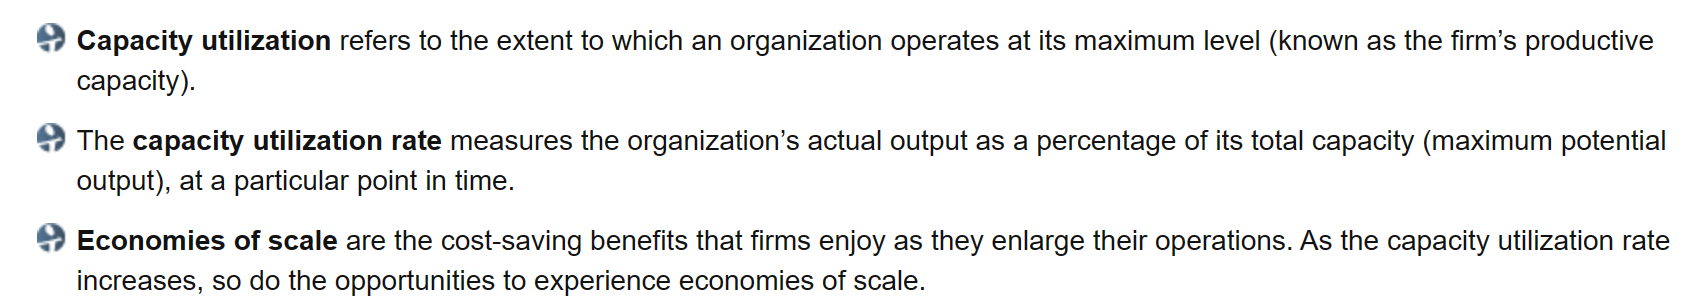 Capacity utilization refers to the extent to which an organization operates at its maximum level (known as the firm’s productive
capacity).
The capacity utilization rate measures the organization’s actual output as a percentage of its total capacity (maximum potential
output), at a particular point in time.
Economies of scale are the cost-saving benefits that firms enjoy as they enlarge their operations. As the capacity utilization rate
increases, so do the opportunities to experience economies of scale.